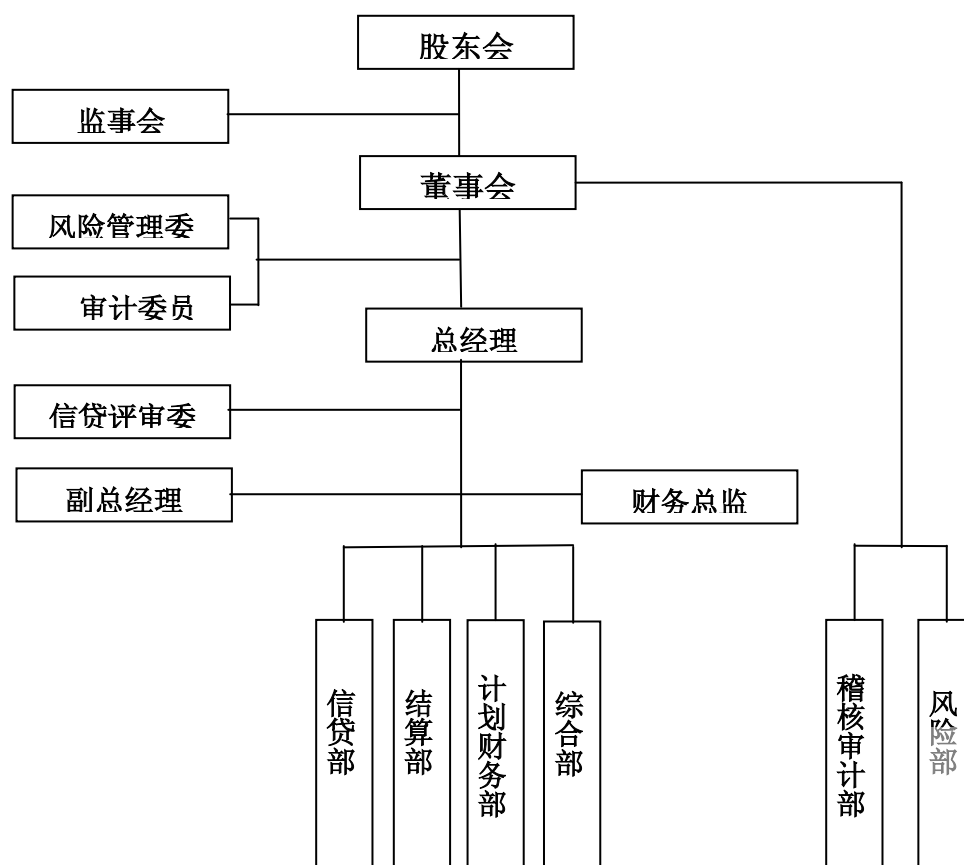 股东会
监事会
董事会
风险管理委
审计委员
总经理
信贷评审委
副总经理
财务总监
信贷部
结算部
计划财务部
综合部
稽核审计部
风险部